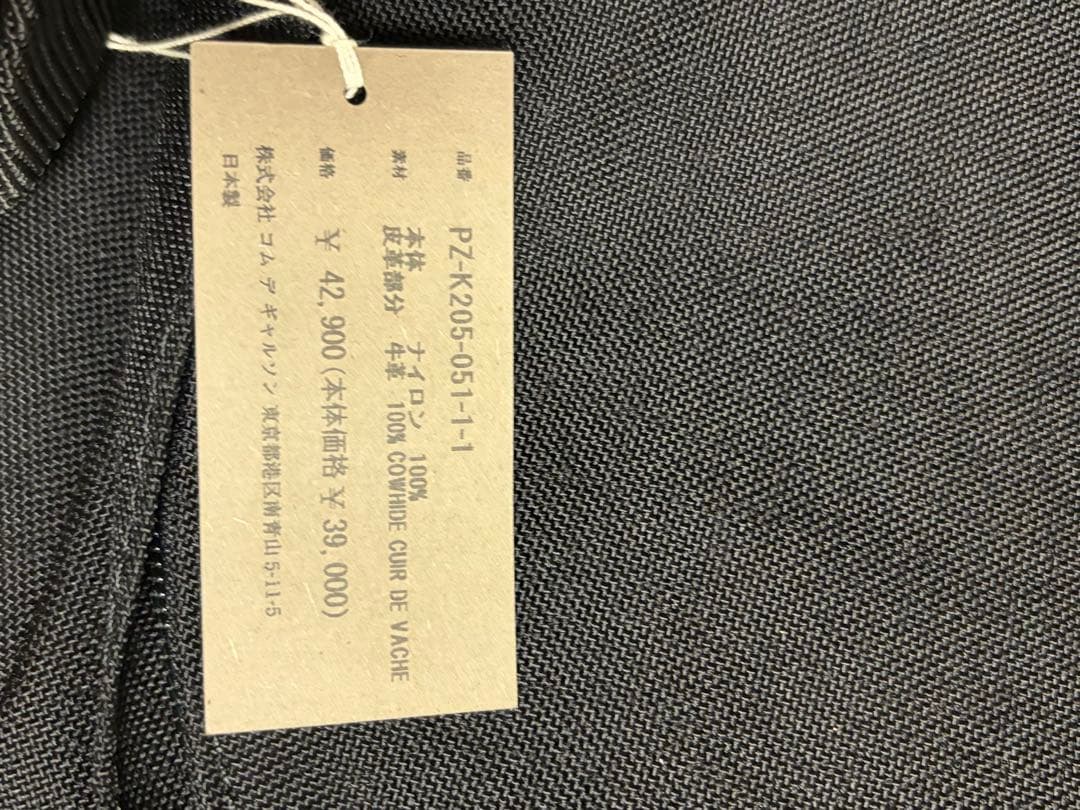 品番 PZ-K205-051-1-1
素材 本体 ナイロン 100%
皮革部分 牛革 100% COWHIDE CUIR DE VACHE
価格 ¥ 42,900(本体価格 ¥ 39,000)
株式会社 コム デ ギャルソン 東京都港区南青山 5-11-5
日本製